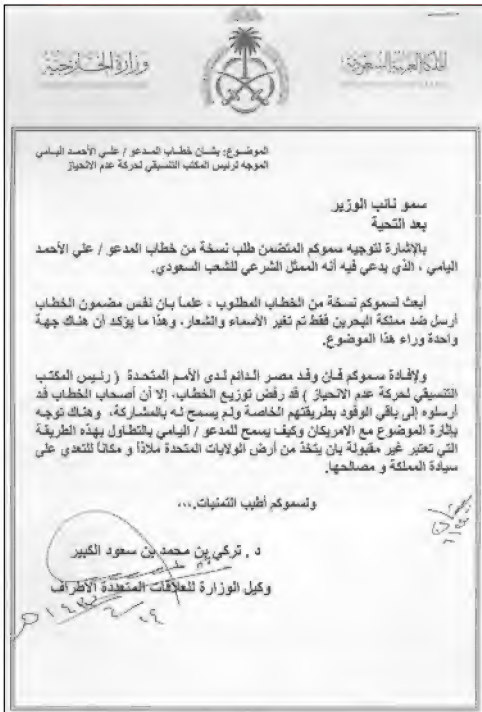 المملكة العربية السعودية
وزارة الخارجية
الموضوع: بشأن خطاب المدعو / علي الأحمد اليامي
الموجه لرئيس المكتب التنسيقي لحركة عدم الانحياز
سمو نائب الوزير
بعد التحية
بالإشارة لتوجيه سموكم المتضمن طلب نسخة من خطاب المدعو / علي الأحمد
اليامي ، الذي يدعي فيه أنه الممثل الشرعي للشعب السعودي.
أبعث لسموكم نسخة من الخطاب المطلوب ، علماً بان نفس مضمون الخطاب
أرسل ضد مملكة البحرين فقط تم تغير الأسماء والشعار، وهذا ما يؤكد أن هناك جهة
واحدة وراء هذا الموضوع.
ولإفادة سموكم فان وفد مصر الدائم لدى الأمم المتحدة ( رئيس المكتب
التنسيقي لحركة عدم الانحياز ) قد رفض توزيع الخطاب، إلا أن أصحاب الخطاب قد
أرسلوه إلى باقي الوفود بطريقتهم الخاصة ولم يسمح له بالمشاركة، وهناك توجه
بإثارة الموضوع مع الامريكان وكيف يسمح للمدعو / اليامي بالتطاول بهذه الطريقة
التي تعتبر غير مقبولة بان يتخذ من أرض الولايات المتحدة ملاذاً و مكاناً للتعدي على
سيادة المملكة و مصالحها.
ولسموكم أطيب التمنيات،،،،
د . تركي بن محمد بن سعود الكبير
وكيل الوزارة للعلاقات المتعددة الأطراف